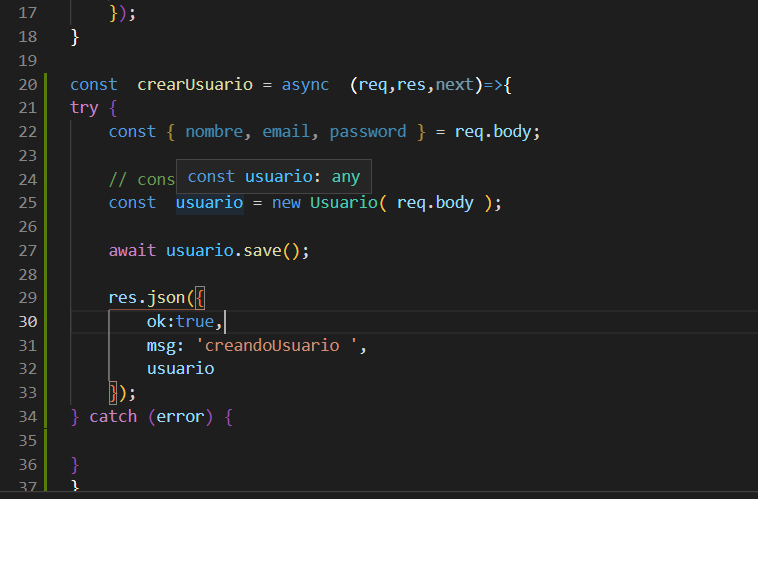 17         });
18     }
19
20     const  crearUsuario = async  (req,res,next)=>{
21     try {
22         const { nombre, email, password } = req.body;
23
24         // cons
const usuario: any
25         const  usuario = new Usuario( req.body );
26
27         await usuario.save();
28
29         res.json({
30             ok:true,
31             msg: 'creandoUsuario ',
32             usuario
33         });
34     } catch (error) {
35
36     }
37     }